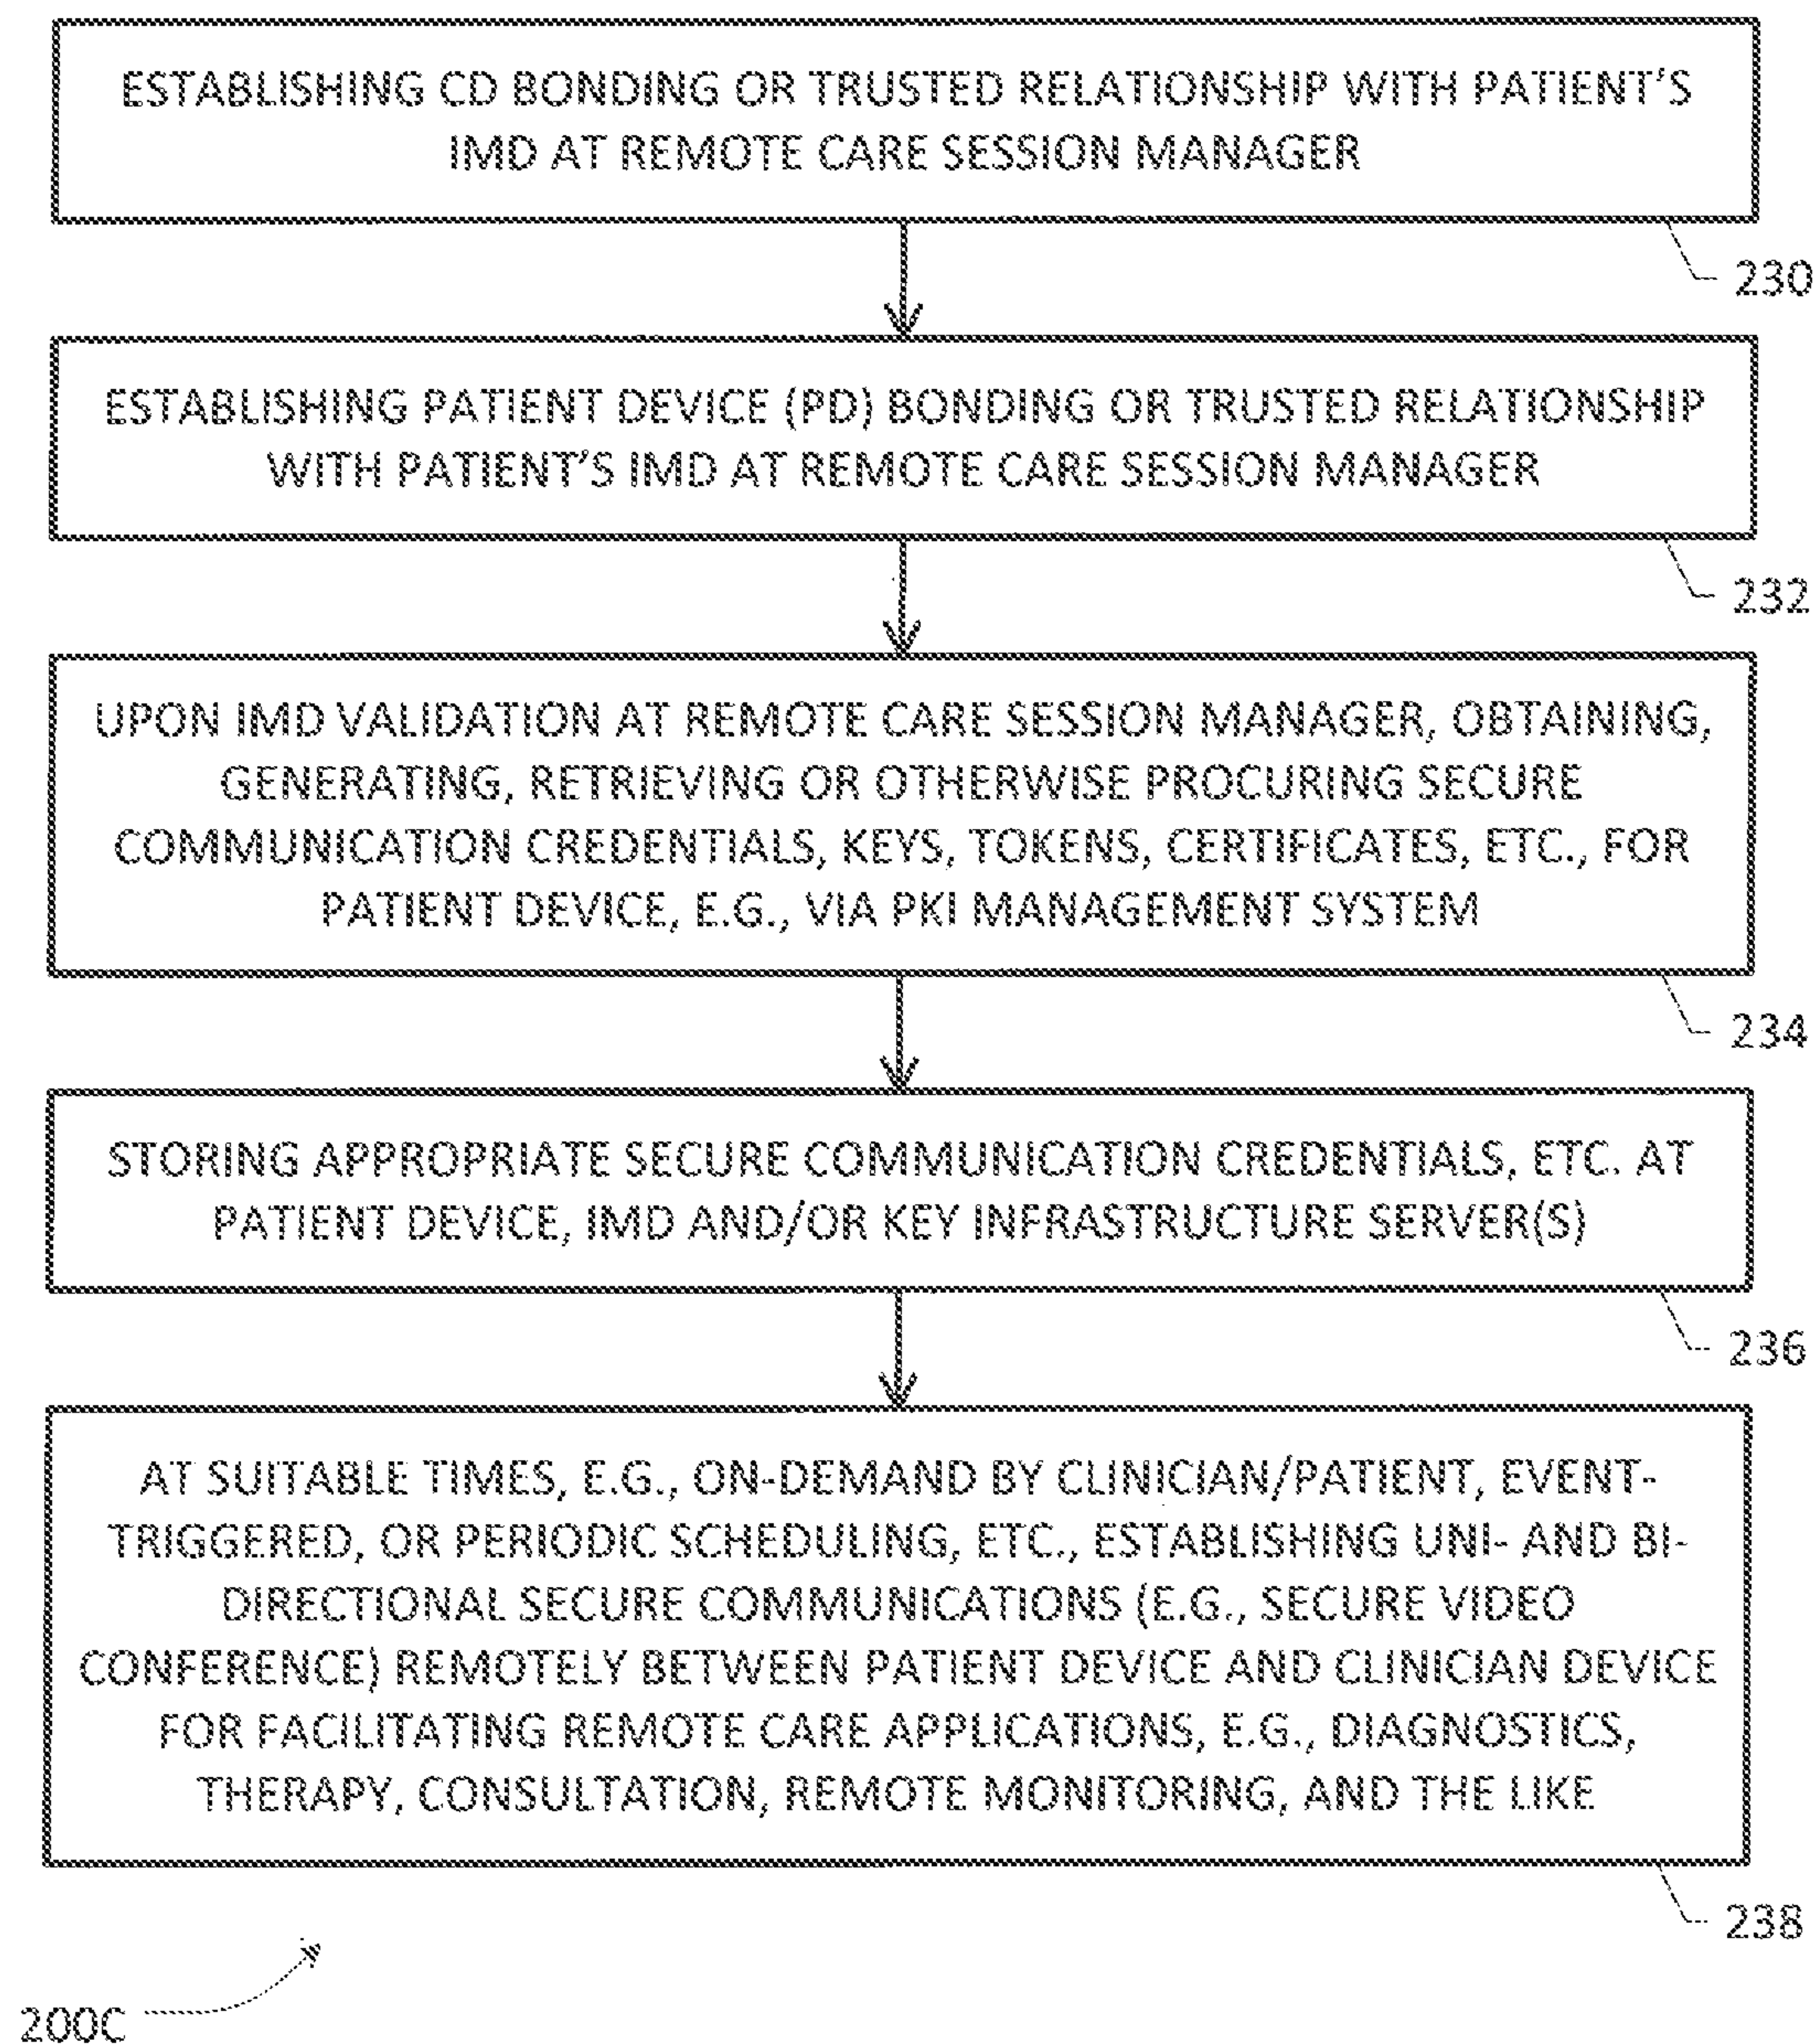 ESTABLISHING CD BONDING OR TRUSTED RELATIONSHIP WITH PATIENT'S
IMD AT REMOTE CARE SESSION MANAGER
230
ESTABLISHING PATIENT DEVICE (PD) BONDING OR TRUSTED RELATIONSHIP
WITH PATIENT'S IMD AT REMOTE CARE SESSION MANAGER
232
UPON IMD VALIDATION AT REMOTE CARE SESSION MANAGER, OBTAINING,
GENERATING, RETRIEVING OR OTHERWISE PROCURING SECURE
COMMUNICATION CREDENTIALS, KEYS, TOKENS, CERTIFICATES, ETC., FOR
PATIENT DEVICE, E.G., VIA PKI MANAGEMENT SYSTEM
234
STORING APPROPRIATE SECURE COMMUNICATION CREDENTIALS, ETC. AT
PATIENT DEVICE, IMD AND/OR KEY INFRASTRUCTURE SERVER(S)
236
AT SUITABLE TIMES, E.G., ON-DEMAND BY CLINICIAN/PATIENT, EVENT-
TRIGGERED, OR PERIODIC SCHEDULING, ETC., ESTABLISHING UNI- AND BI-
DIRECTIONAL SECURE COMMUNICATIONS (E.G., SECURE VIDEO
CONFERENCE) REMOTELY BETWEEN PATIENT DEVICE AND CLINICIAN DEVICE
FOR FACILITATING REMOTE CARE APPLICATIONS, E.G., DIAGNOSTICS,
THERAPY, CONSULTATION, REMOTE MONITORING, AND THE LIKE
238
200C